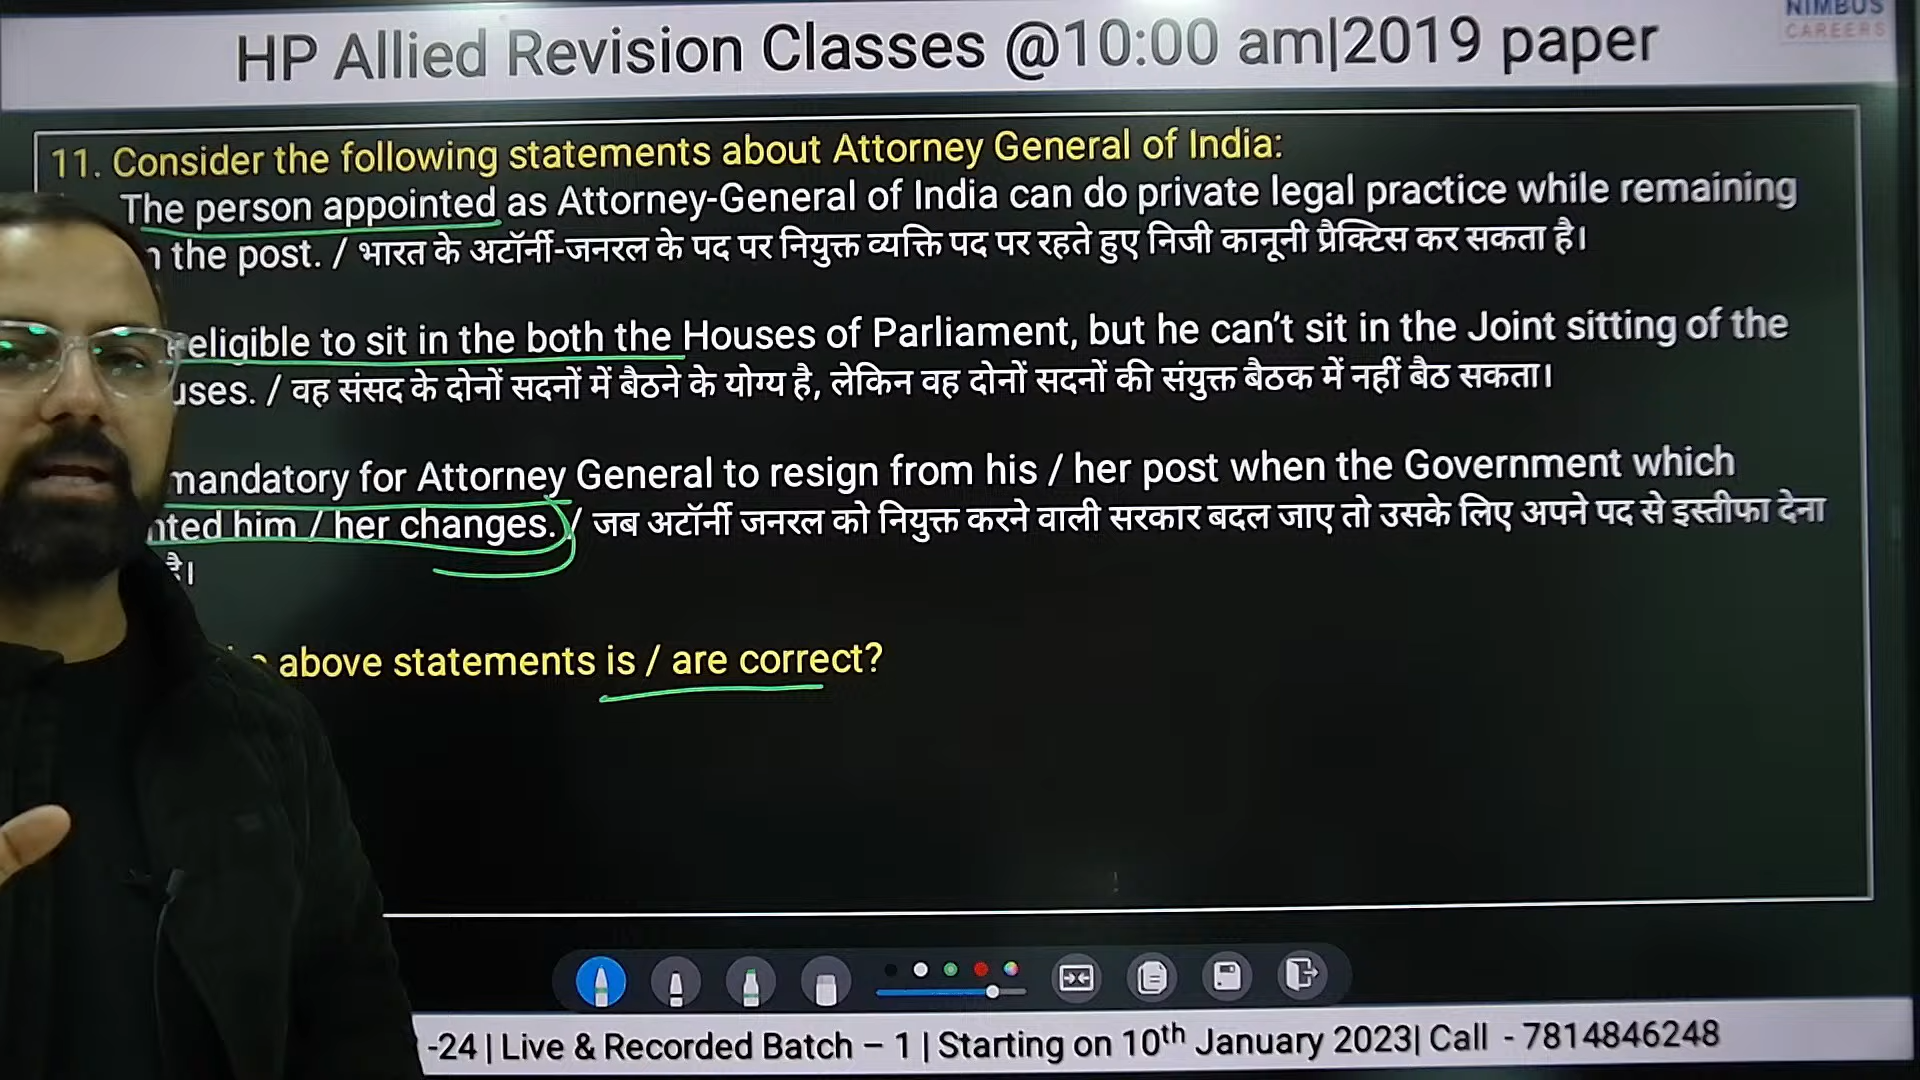 NIMBUS
CAREERS
HP Allied Revision Classes @10:00 am|2019 paper
11. Consider the following statements about Attorney General of India:
The person appointed as Attorney-General of India can do private legal practice while remaining
the post. / भारत के अटॉर्नी-जनरल के पद पर नियुक्त व्यक्ति पद पर रहते हुए निजी कानूनी प्रैक्टिस कर सकता है।
eligible to sit in the both the Houses of Parliament, but he can't sit in the Joint sitting of the
/ वह संसद के दोनों सदनों में बैठने के योग्य है, लेकिन वह दोनों सदनों की संयुक्त बैठक में नहीं बैठ सकता।
mandatory for Attorney General to resign from his / her post when the Government which
him / her changes. / जब अटॉर्नी जनरल को नियुक्त करने वाली सरकार बदल जाए तो उसके लिए अपने पद से इस्तीफा देना
है।
above statements is / are correct?
-24 | Live & Recorded Batch – 1 | Starting on 10th January 2023| Call - 7814846248